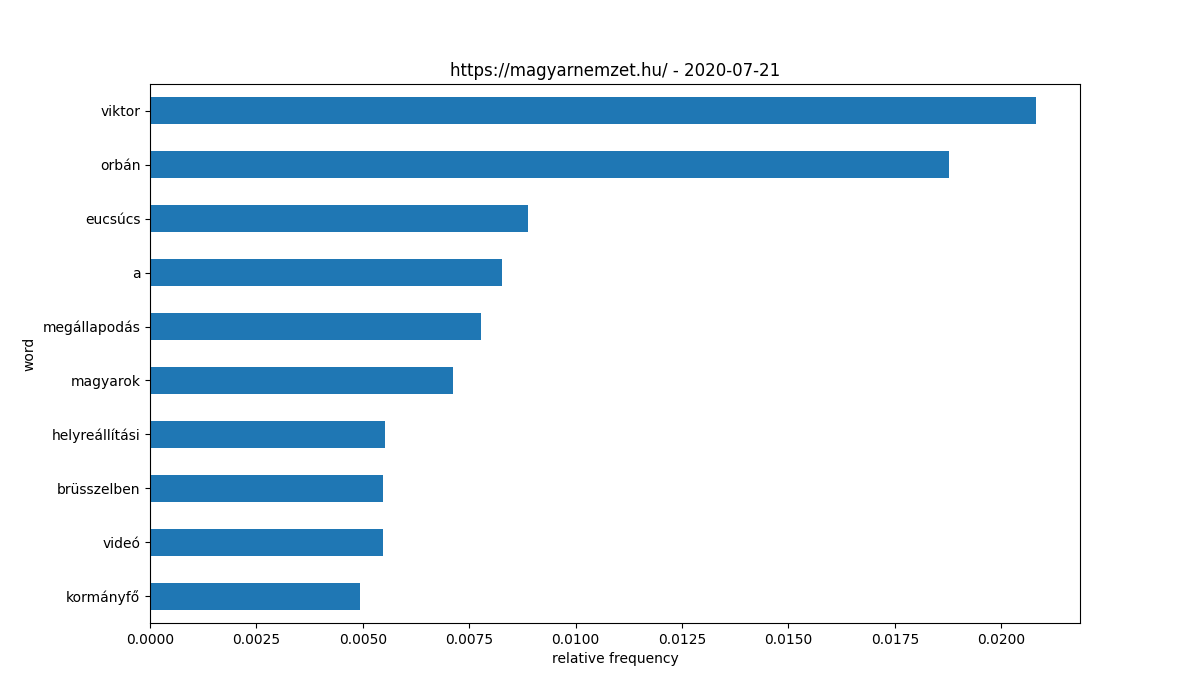 https://magyarnemzet.hu/ - 2020-07-21
viktor
orbán
eucsúcs
a
megállapodás
magyarok
helyreállítási
brüsszelben
videó
kormányfő
word
0.0000 0.0025 0.0050 0.0075 0.0100 0.0125 0.0150 0.0175 0.0200
relative frequency